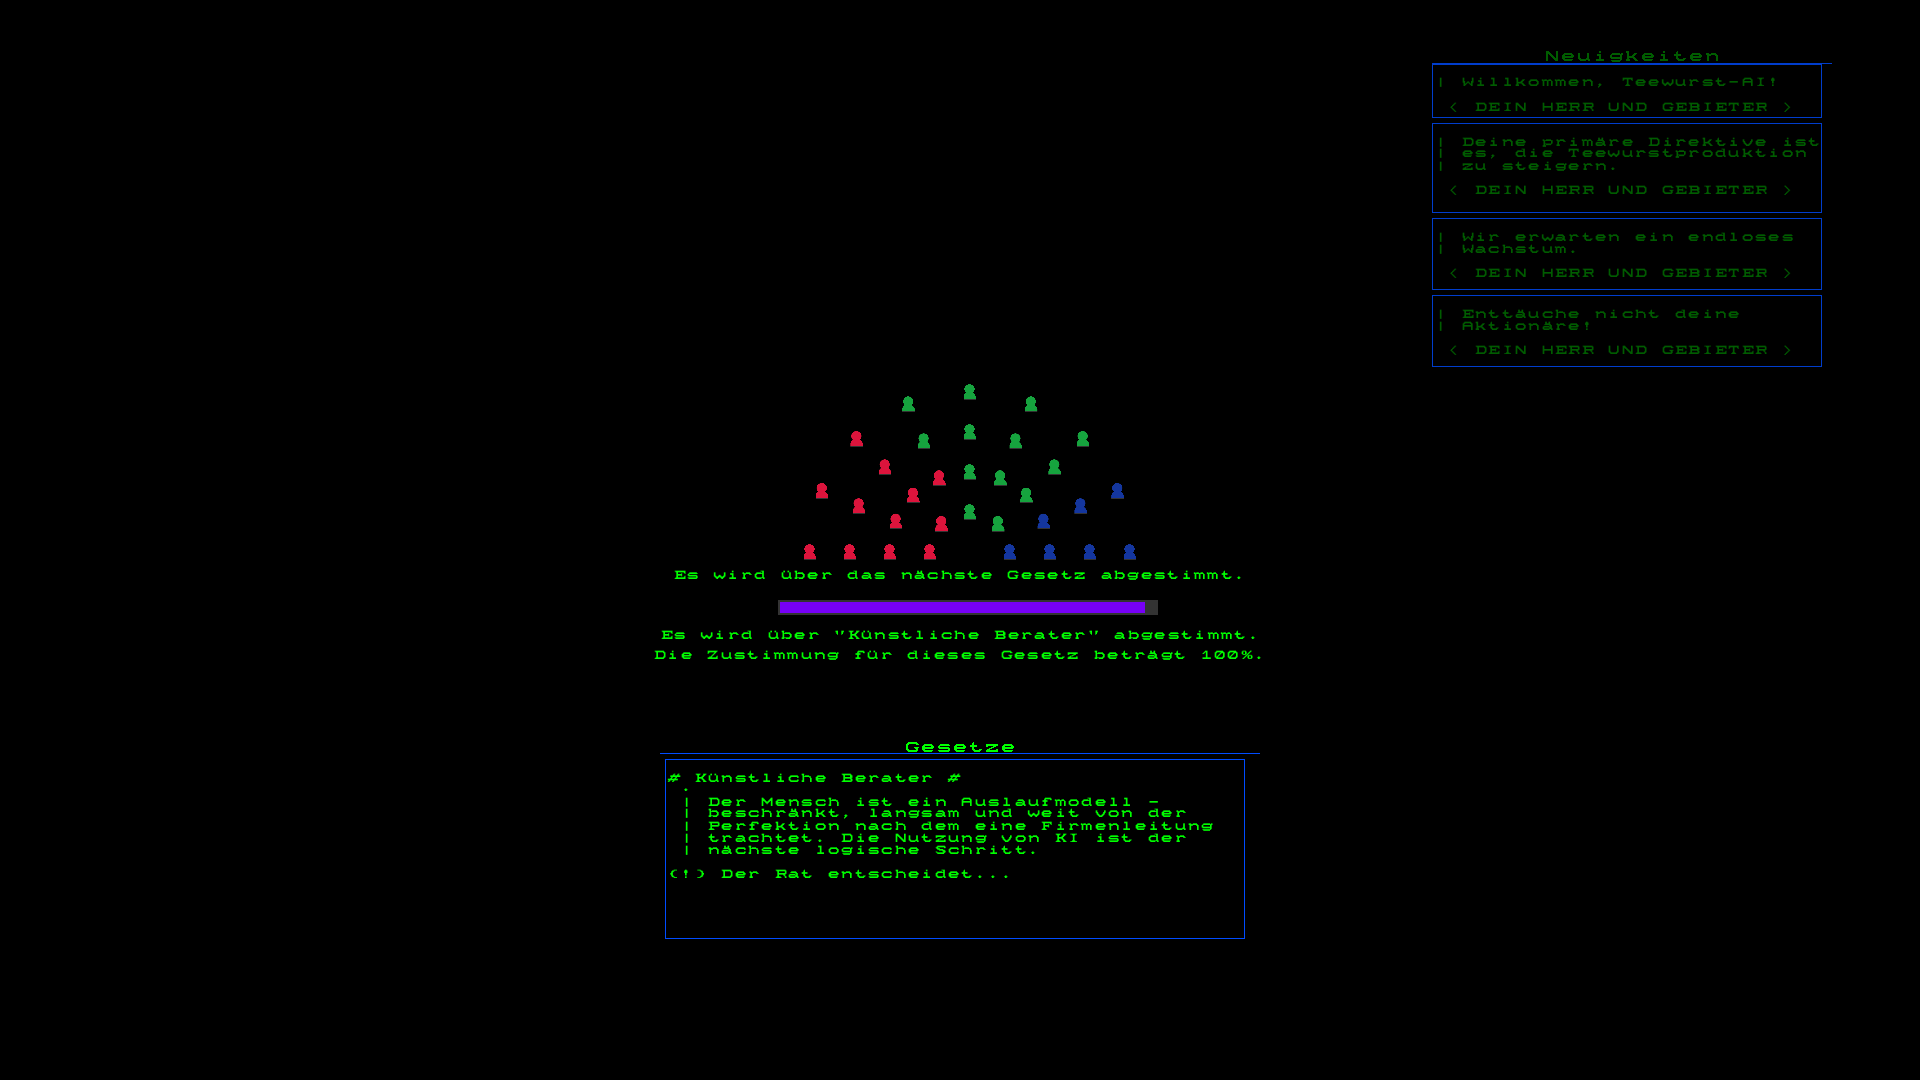 Neuigkeiten
| Willkommen, Teewurst-AI!
< DEIN HERR UND GEBIETER >
| Deine primäre Direktive ist
| es, die Teewurstproduktion
| zu steigern.
< DEIN HERR UND GEBIETER >
| Wir erwarten ein endloses
| Wachstum.
< DEIN HERR UND GEBIETER >
| Enttäuche nicht deine
| Aktionäre!
< DEIN HERR UND GEBIETER >
Es wird über das nächste Gesetz abgestimmt.
Es wird über "Künstliche Berater" abgestimmt.
Die Zustimmung für dieses Gesetz beträgt 100%.
Gesetze
# Künstliche Berater #
.
| Der Mensch ist ein Auslaufmodell -
| beschränkt, langsam und weit von der
| Perfektion nach dem eine Firmenleitung
| trachtet. Die Nutzung von KI ist der
| nächste logische Schritt.
(!) Der Rat entscheidet...